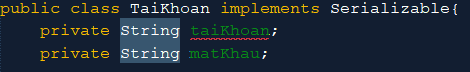 public class TaiKhoan implements Serializable{
    private String taiKhoan;
    private String matKhau;